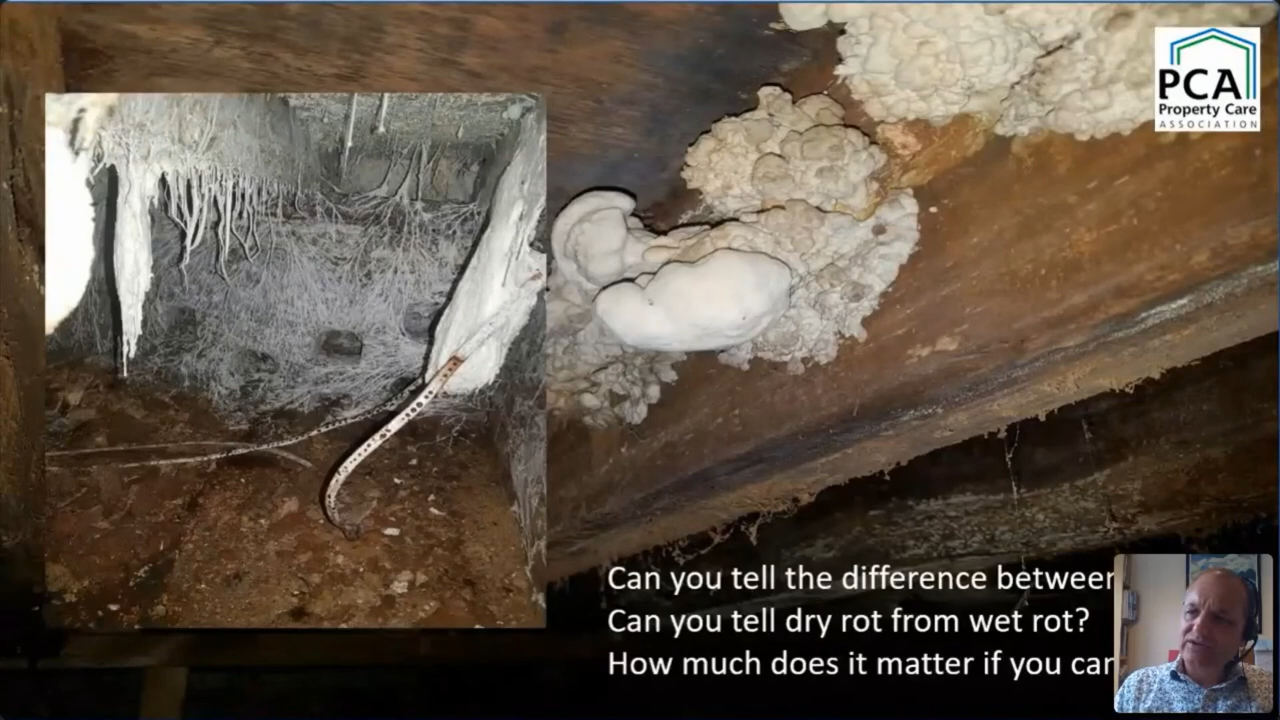 PCA
Property Care
ASSOCIATION
Can you tell the difference between
Can you tell dry rot from wet rot?
How much does it matter if you can